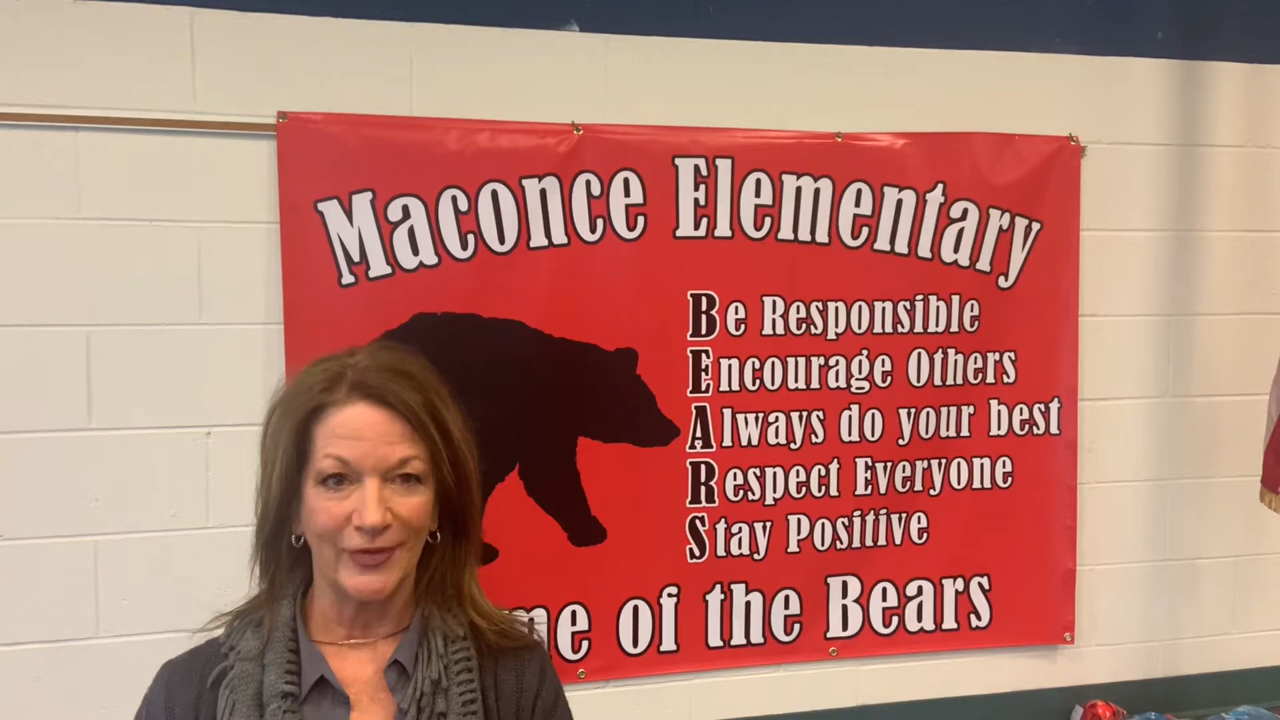 Maconce Elementary
Be Responsible
Encourage Others
Always do your best
Respect Everyone
Stay Positive
of the Bears